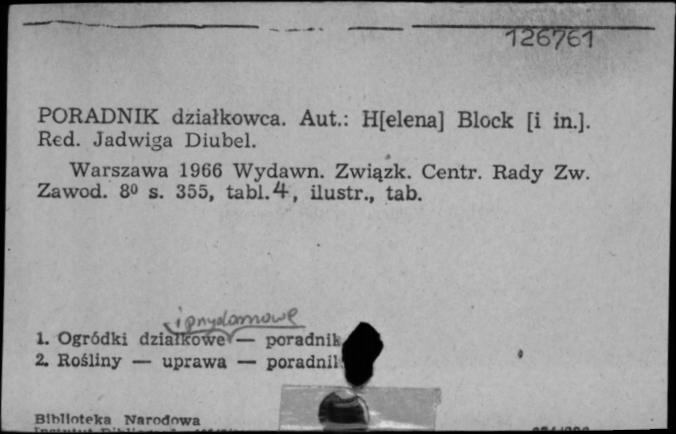 126761
PORADNIK działkowca. Aut.: H[elena] Block [i in.].
Red. Jadwiga Diubel.
Warszawa 1966 Wydawn. Związk. Centr. Rady Zw.
Zawod. 8⁰ s. 355, tabl. 4, ilustr., tab.
i przydomowe
1. Ogródki działkowe — poradnik
2. Rośliny — uprawa — poradnik
Biblioteka Narodowa